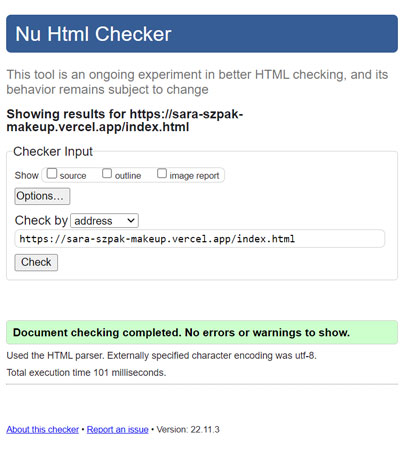 Nu Html Checker
This tool is an ongoing experiment in better HTML checking, and its
behavior remains subject to change
Showing results for https://sara-szpak-
makeup.vercel.app/index.html
Checker Input
Show source outline image report
Options...
Check by address
https://sara-szpak-makeup.vercel.app/index.html
Check
Document checking completed. No errors or warnings to show.
Used the HTML parser. Externally specified character encoding was utf-8.
Total execution time 101 milliseconds.
About this checker • Report an issue • Version: 22.11.3